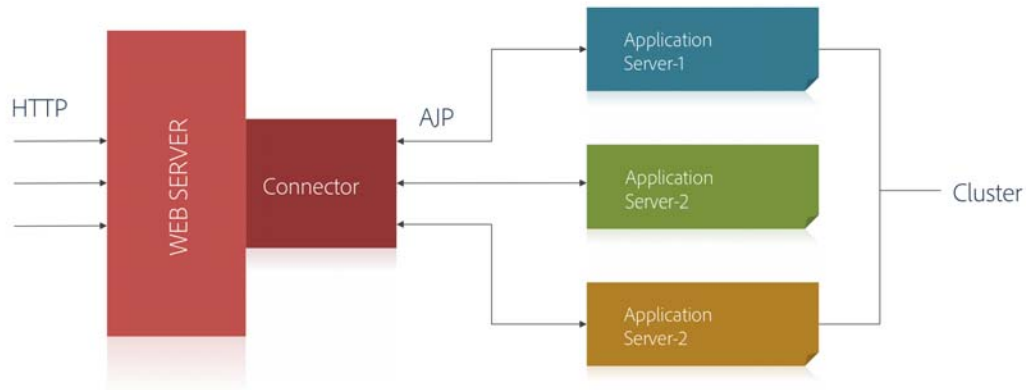 HTTP
WEB SERVER
Connector
AJP
Application
Server-1
Application
Server-2
Application
Server-2
Cluster